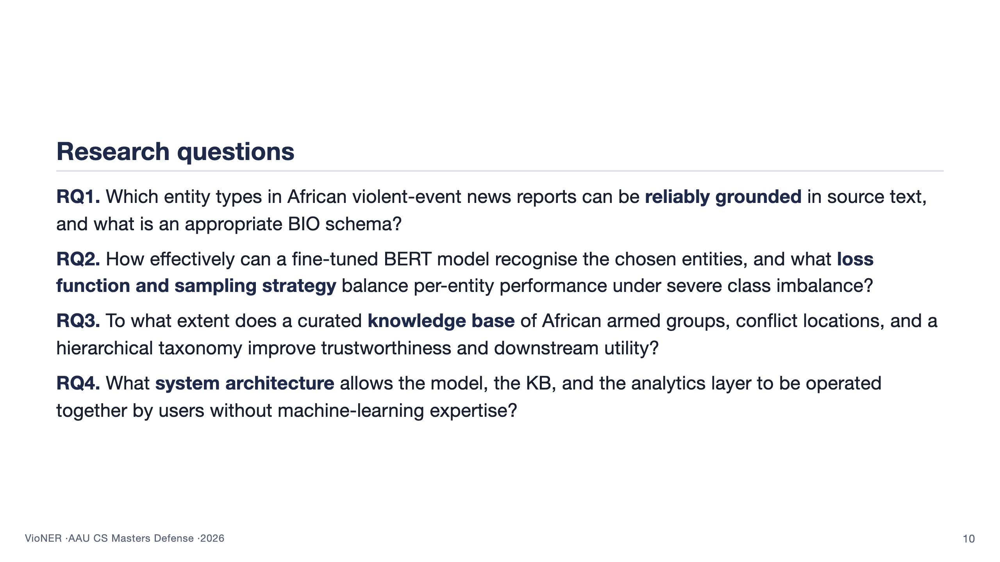 Research questions
RQ1. Which entity types in African violent-event news reports can be reliably grounded in source text,
and what is an appropriate BIO schema?
RQ2. How effectively can a fine-tuned BERT model recognise the chosen entities, and what loss
function and sampling strategy balance per-entity performance under severe class imbalance?
RQ3. To what extent does a curated knowledge base of African armed groups, conflict locations, and a
hierarchical taxonomy improve trustworthiness and downstream utility?
RQ4. What system architecture allows the model, the KB, and the analytics layer to be operated
together by users without machine-learning expertise?
VioNER ·AAU CS Masters Defense ·2026
10